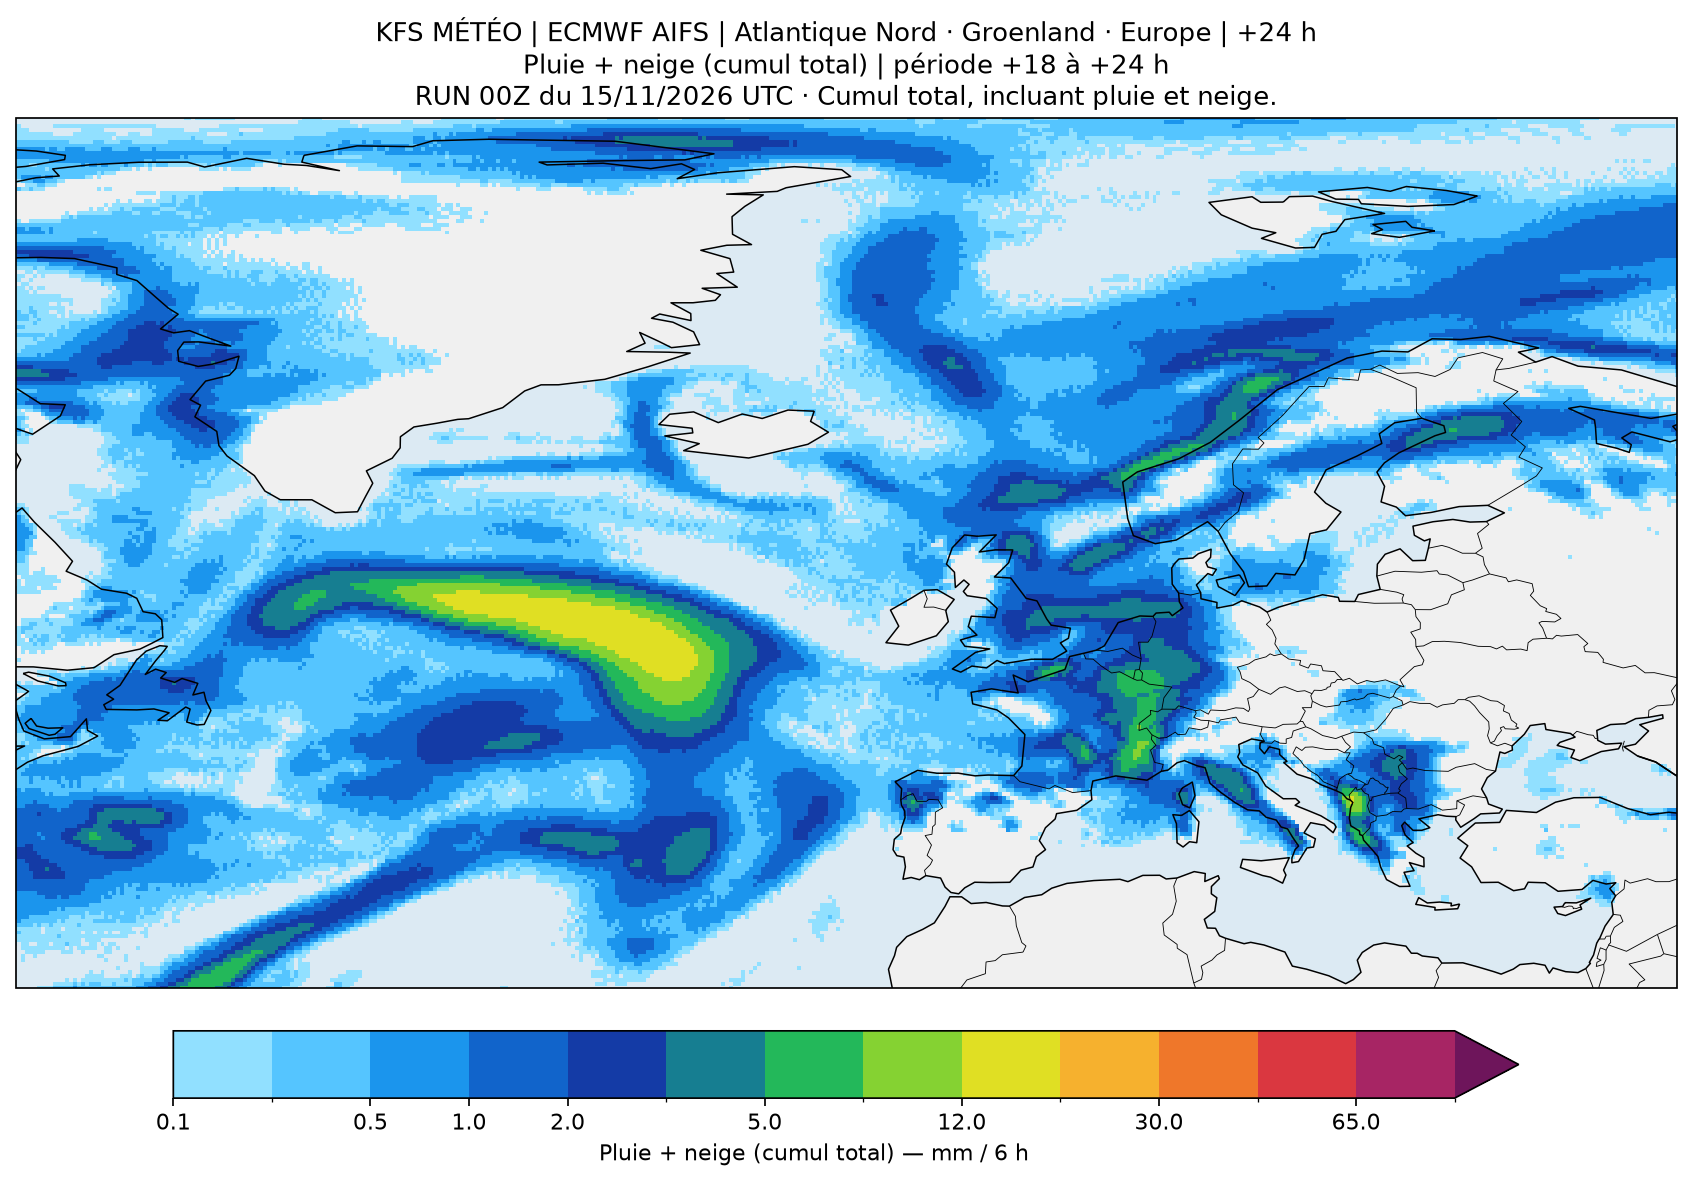 KFS MÉTÉO | ECMWF AIFS | Atlantique Nord · Groenland · Europe | +24 h
Pluie + neige (cumul total) | période +18 à +24 h
RUN 00Z du 15/11/2026 UTC · Cumul total, incluant pluie et neige.
0.1 0.5 1.0 2.0 5.0 12.0 30.0 65.0
Pluie + neige (cumul total) — mm / 6 h